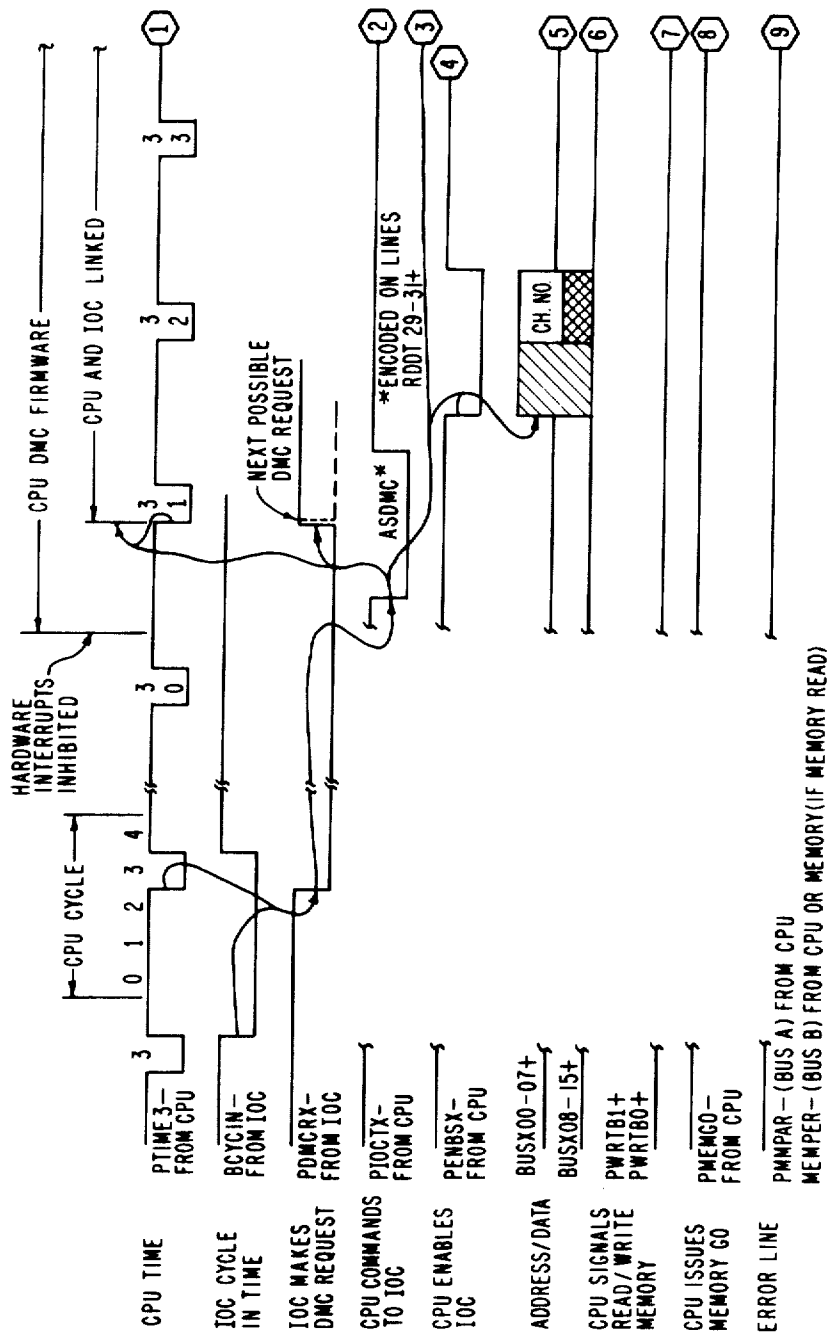 CPU DMC FIRMWARE
HARDWARE
INTERRUPTS
INHIBITED
CPU AND IOC LINKED
CPU CYCLE
CPU TIME
PTIME3-
FROM CPU
3
0 1 2 3 4
3
0
3
1
3
2
3
3
1
IOC CYCLE
IN TIME
BCYCIN-
FROM IOC
IOC MAKES
DMC REQUEST
PDMCRX-
FROM IOC
NEXT POSSIBLE
DMC REQUEST
CPU COMMANDS
TO IOC
PIOCTX-
FROM CPU
ASDMC*
*ENCODED ON LINES
RDDT 29-31+
2
3
CPU ENABLES
IOC
PENBSX-
FROM CPU
4
ADDRESS/DATA
BUSX00-07+
BUSX08-15+
CH. NO.
5
6
CPU SIGNALS
READ/WRITE
MEMORY
PWRTB1+
PWRTB0+
7
CPU ISSUES
MEMORY GO
PMEMGO-
FROM CPU
8
ERROR LINE
PMMPAR-(BUS A) FROM CPU
MEMPER-(BUS B) FROM CPU OR MEMORY(IF MEMORY READ)
9